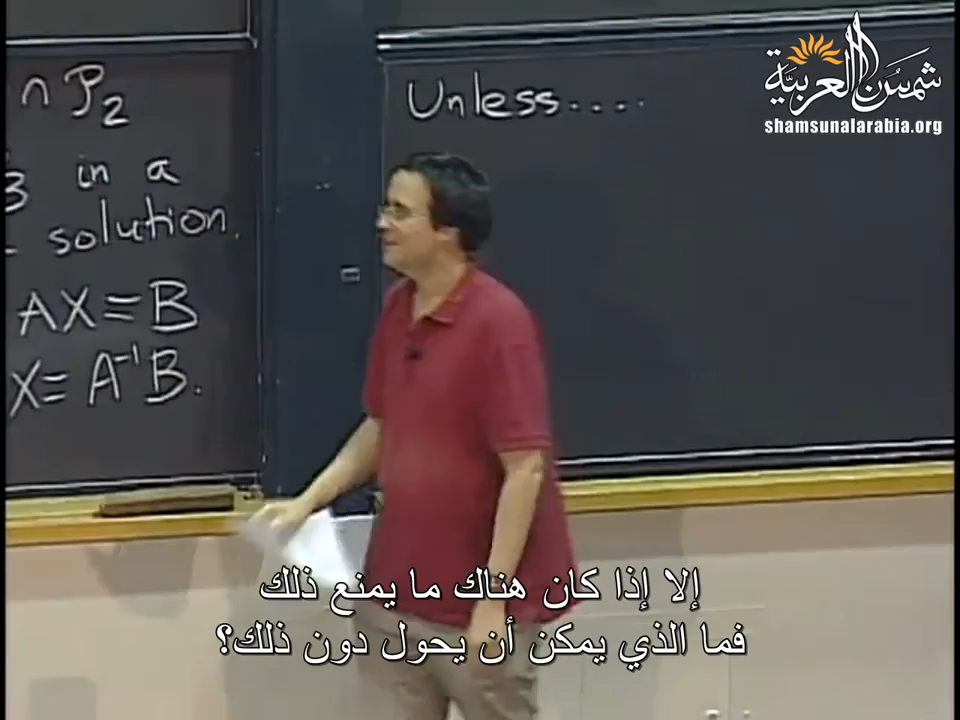 ∩ P₂
3 in a
solution.
AX = B
X = A⁻¹B.
Unless....
شمس العربية
shamsunalarabia.org
إلا إذا كان هناك ما يمنع ذلك
فما الذي يمكن أن يحول دون ذلك؟